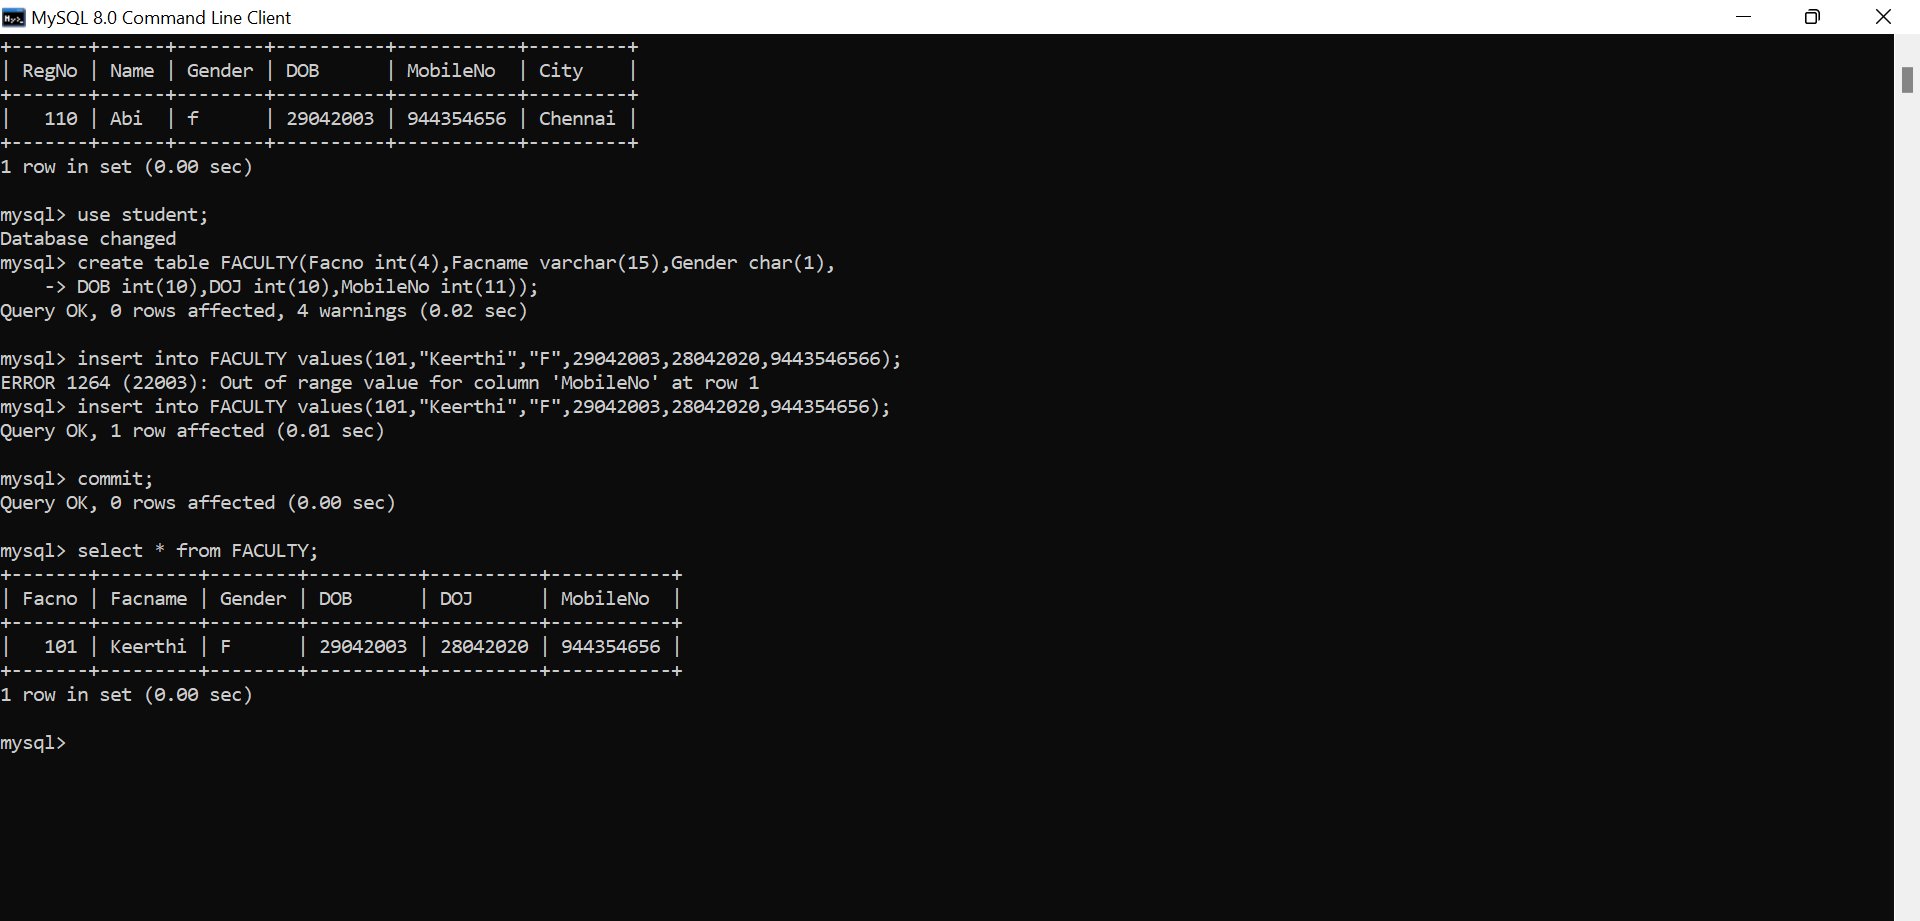 MySQL 8.0 Command Line Client
+-------+------+--------+----------+-----------+---------+
| RegNo | Name | Gender | DOB      | MobileNo  | City    |
+-------+------+--------+----------+-----------+---------+
|   110 | Abi  | f      | 29042003 | 944354656 | Chennai |
+-------+------+--------+----------+-----------+---------+
1 row in set (0.00 sec)

mysql> use student;
Database changed
mysql> create table FACULTY(Facno int(4),Facname varchar(15),Gender char(1),
    -> DOB int(10),DOJ int(10),MobileNo int(11));
Query OK, 0 rows affected, 4 warnings (0.02 sec)

mysql> insert into FACULTY values(101,"Keerthi","F",29042003,28042020,9443546566);
ERROR 1264 (22003): Out of range value for column 'MobileNo' at row 1
mysql> insert into FACULTY values(101,"Keerthi","F",29042003,28042020,944354656);
Query OK, 1 row affected (0.01 sec)

mysql> commit;
Query OK, 0 rows affected (0.00 sec)

mysql> select * from FACULTY;
+-------+---------+--------+----------+----------+-----------+
| Facno | Facname | Gender | DOB      | DOJ      | MobileNo  |
+-------+---------+--------+----------+----------+-----------+
|   101 | Keerthi | F      | 29042003 | 28042020 | 944354656 |
+-------+---------+--------+----------+----------+-----------+
1 row in set (0.00 sec)

mysql>